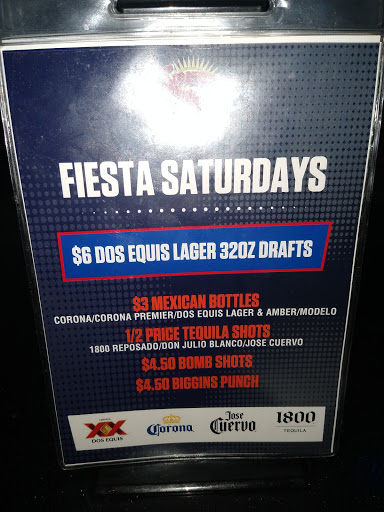 FIESTA SATURDAYS
$6 DOS EQUIS LAGER 32OZ DRAFTS
$3 MEXICAN BOTTLES
CORONA/CORONA PREMIER/DOS EQUIS LAGER & AMBER/MODELO
1/2 PRICE TEQUILA SHOTS
1800 REPOSADO/DON JULIO BLANCO/JOSE CUERVO
$4.50 BOMB SHOTS
$4.50 BIGGINS PUNCH
XX
DOS EQUIS
Corona
Jose
Cuervo
1800
TEQUILA